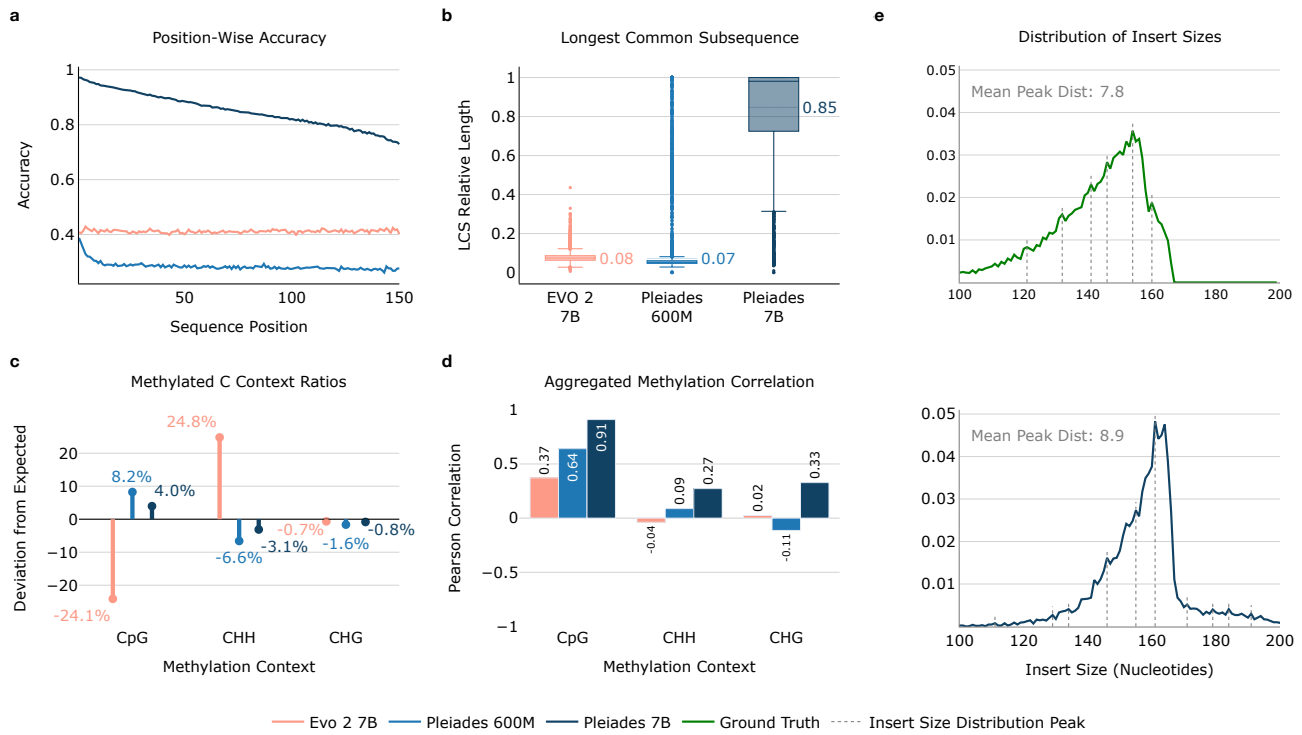 a
Position-Wise Accuracy
1
0.8
0.6
0.4
Accuracy
50
100
150
Sequence Position
b
Longest Common Subsequence
1
0.8
0.6
0.4
0.2
0
LCS Relative Length
0.08
0.07
0.85
EVO 2
7B
Pleiades
600M
Pleiades
7B
c
Methylated C Context Ratios
20
10
0
−10
−20
Deviation from Expected
-24.1%
8.2%
4.0%
24.8%
-6.6%
-3.1%
-0.7%
-1.6%
-0.8%
CpG
CHH
CHG
Methylation Context
d
Aggregated Methylation Correlation
1
0.5
0
−0.5
−1
Pearson Correlation
0.37
0.64
0.91
-0.04
0.09
0.27
0.02
-0.11
0.33
CpG
CHH
CHG
Methylation Context
e
Distribution of Insert Sizes
Mean Peak Dist: 7.8
0.05
0.04
0.03
0.02
0.01
100
120
140
160
180
200
Mean Peak Dist: 8.9
0.05
0.04
0.03
0.02
0.01
100
120
140
160
180
200
Insert Size (Nucleotides)
Evo 2 7B
Pleiades 600M
Pleiades 7B
Ground Truth
Insert Size Distribution Peak